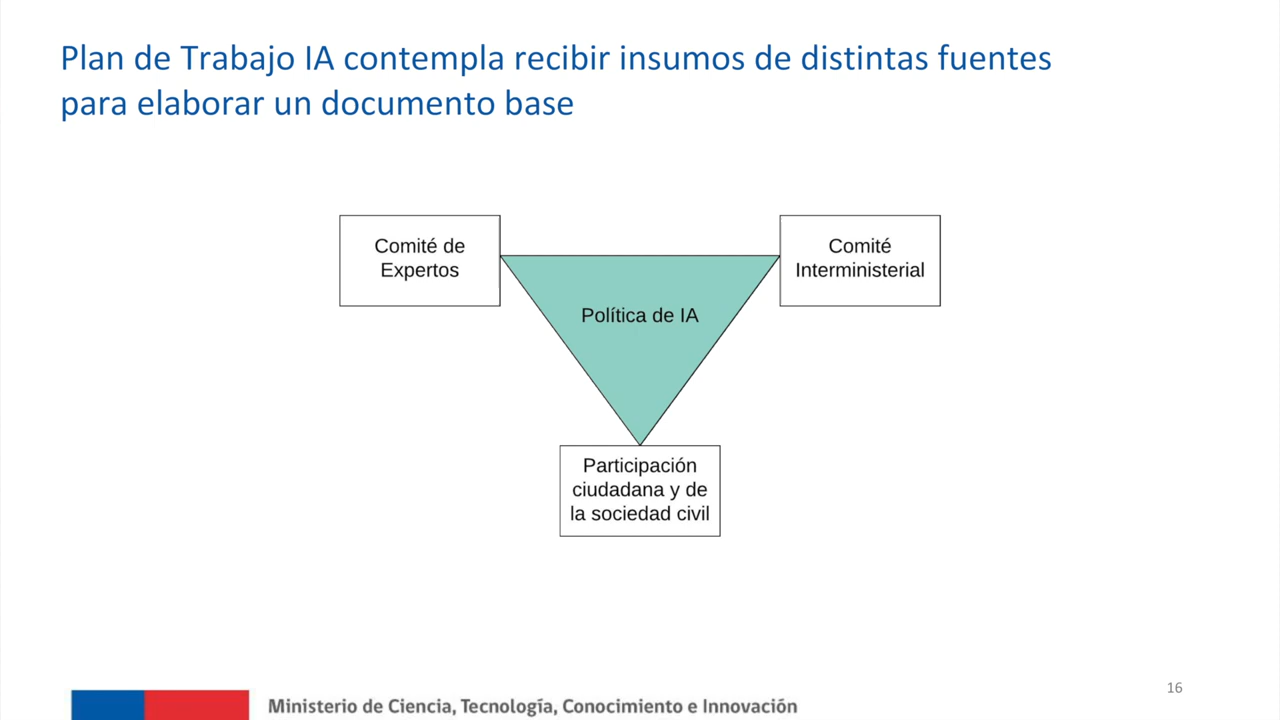 Plan de Trabajo IA contempla recibir insumos de distintas fuentes
para elaborar un documento base
Comité de
Expertos
Comité
Interministerial
Política de IA
Participación
ciudadana y de
la sociedad civil
16
Ministerio de Ciencia, Tecnología, Conocimiento e Innovación